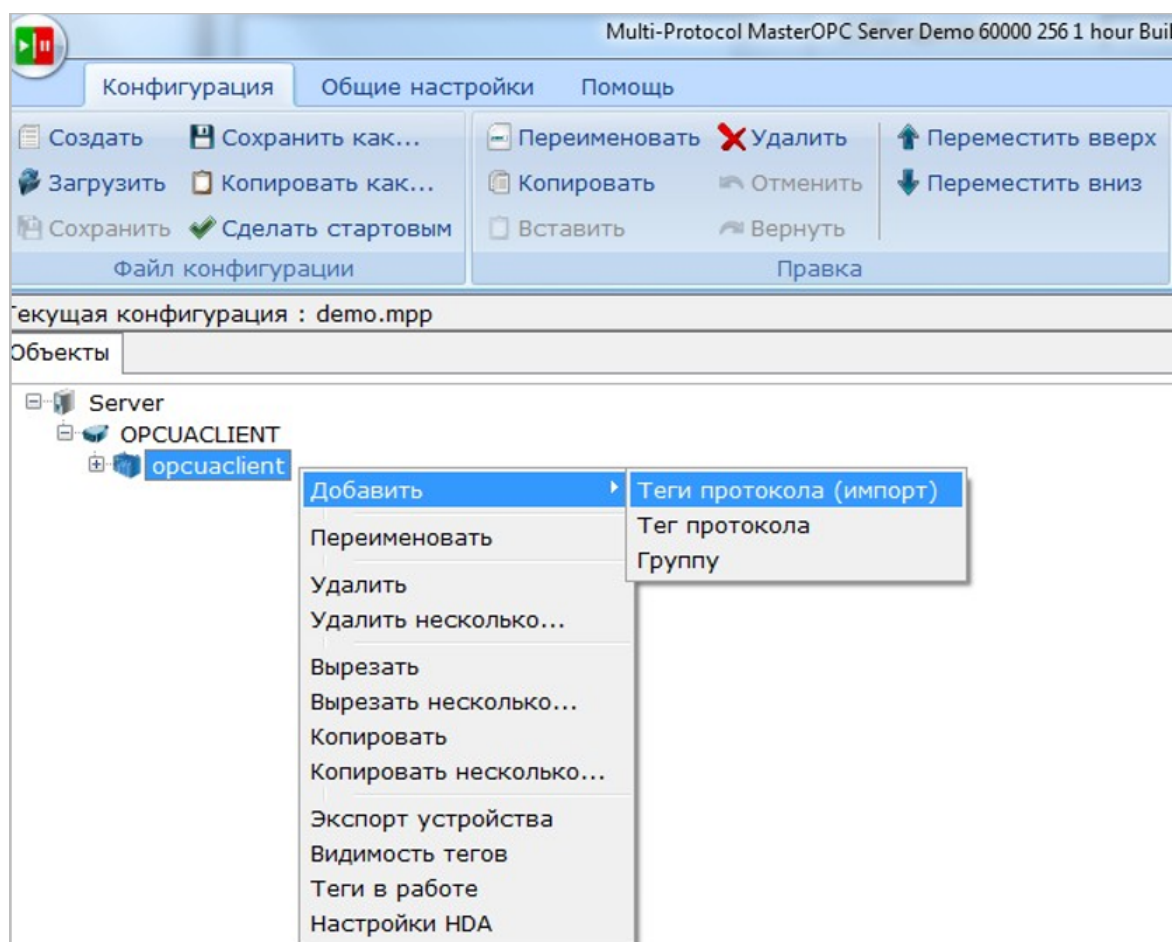 Multi-Protocol MasterOPC Server Demo 60000 256 1 hour Buil
Конфигурация Общие настройки Помощь
Создать Сохранить как... Переименовать Удалить Переместить вверх
Загрузить Копировать как... Копировать Отменить Переместить вниз
Сохранить Сделать стартовым Вставить Вернуть
Файл конфигурации Правка
Текущая конфигурация : demo.mpp
Объекты
Server
OPCUACLIENT
opcuaclient
Добавить Теги протокола (импорт)
Тег протокола
Переименовать
Группу
Удалить
Удалить несколько...
Вырезать
Вырезать несколько...
Копировать
Копировать несколько...
Экспорт устройства
Видимость тегов
Теги в работе
Настройки HDA